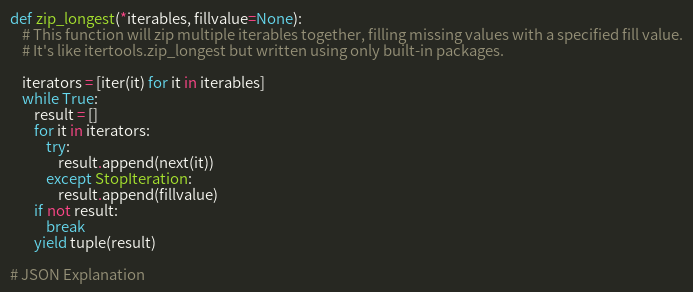 def zip_longest(*iterables, fillvalue=None):
    # This function will zip multiple iterables together, filling missing values with a specified fill value.
    # It's like itertools.zip_longest but written using only built-in packages.

    iterators = [iter(it) for it in iterables]
    while True:
        result = []
        for it in iterators:
            try:
                result.append(next(it))
            except StopIteration:
                result.append(fillvalue)
        if not result:
            break
        yield tuple(result)

# JSON Explanation